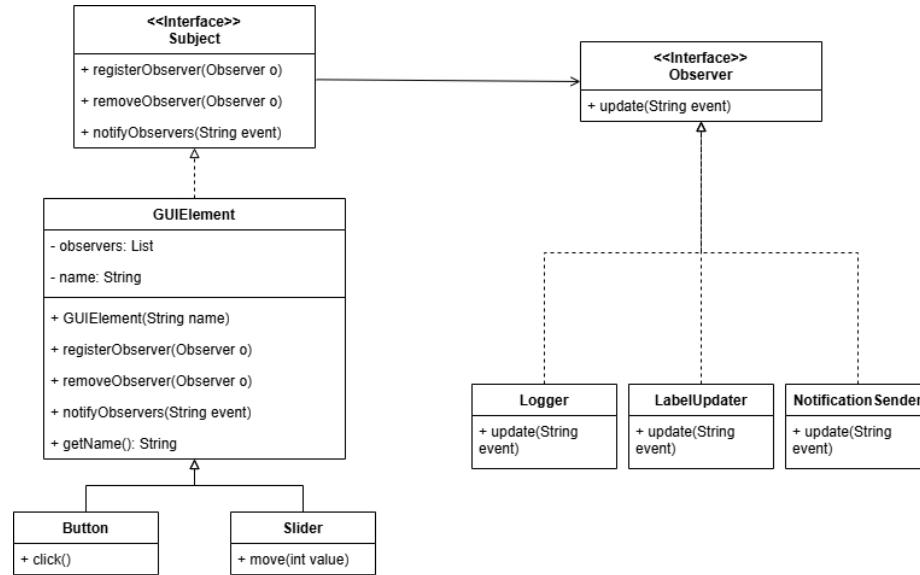 <<Interface>>
Subject
+ registerObserver(Observer o)
+ removeObserver(Observer o)
+ notifyObservers(String event)
<<Interface>>
Observer
+ update(String event)
GUIElement
- observers: List
- name: String
+ GUIElement(String name)
+ registerObserver(Observer o)
+ removeObserver(Observer o)
+ notifyObservers(String event)
+ getName(): String
Logger
+ update(String
event)
LabelUpdater
+ update(String
event)
NotificationSender
+ update(String
event)
Button
+ click()
Slider
+ move(int value)